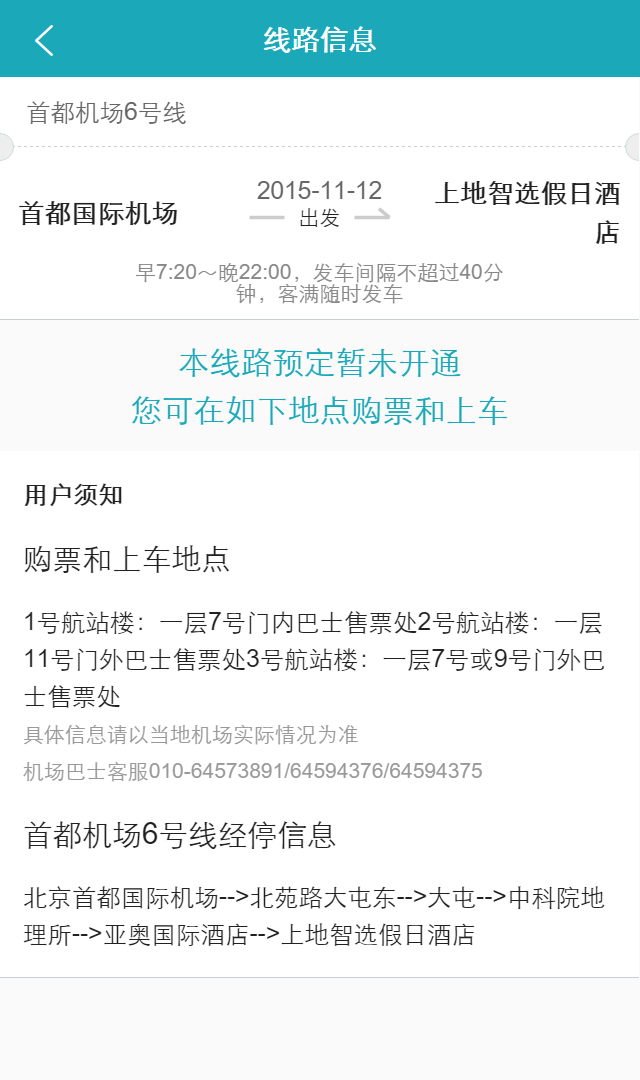 线路信息
首都机场6号线
首都国际机场
2015-11-12
出发
上地智选假日酒
店
早7:20～晚22:00，发车间隔不超过40分
钟，客满随时发车
本线路预定暂未开通
您可在如下地点购票和上车
用户须知
购票和上车地点
1号航站楼：一层7号门内巴士售票处2号航站楼：一层
11号门外巴士售票处3号航站楼：一层7号或9号门外巴
士售票处
具体信息请以当地机场实际情况为准
机场巴士客服010-64573891/64594376/64594375
首都机场6号线经停信息
北京首都国际机场-->北苑路大屯东-->大屯-->中科院地
理所-->亚奥国际酒店-->上地智选假日酒店